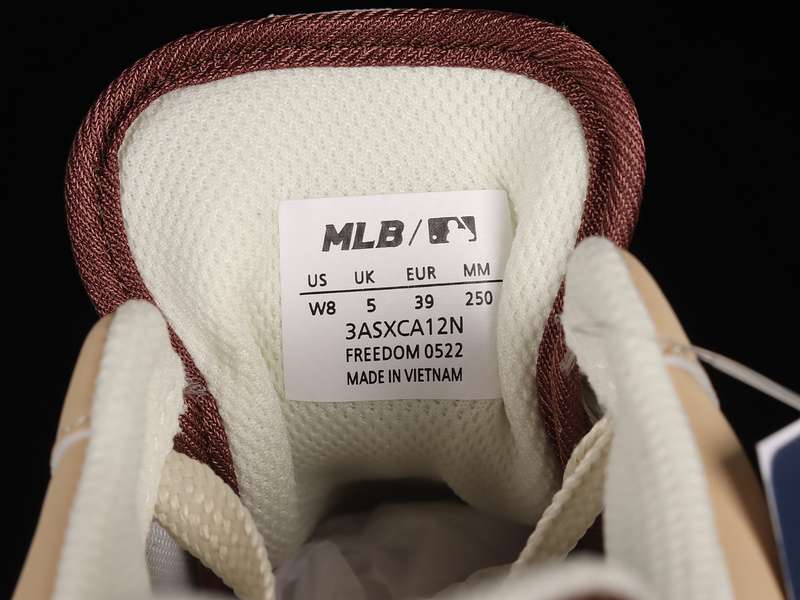 MLB/
US UK EUR MM
W8 5 39 250
3ASXCA12N
FREEDOM 0522
MADE IN VIETNAM